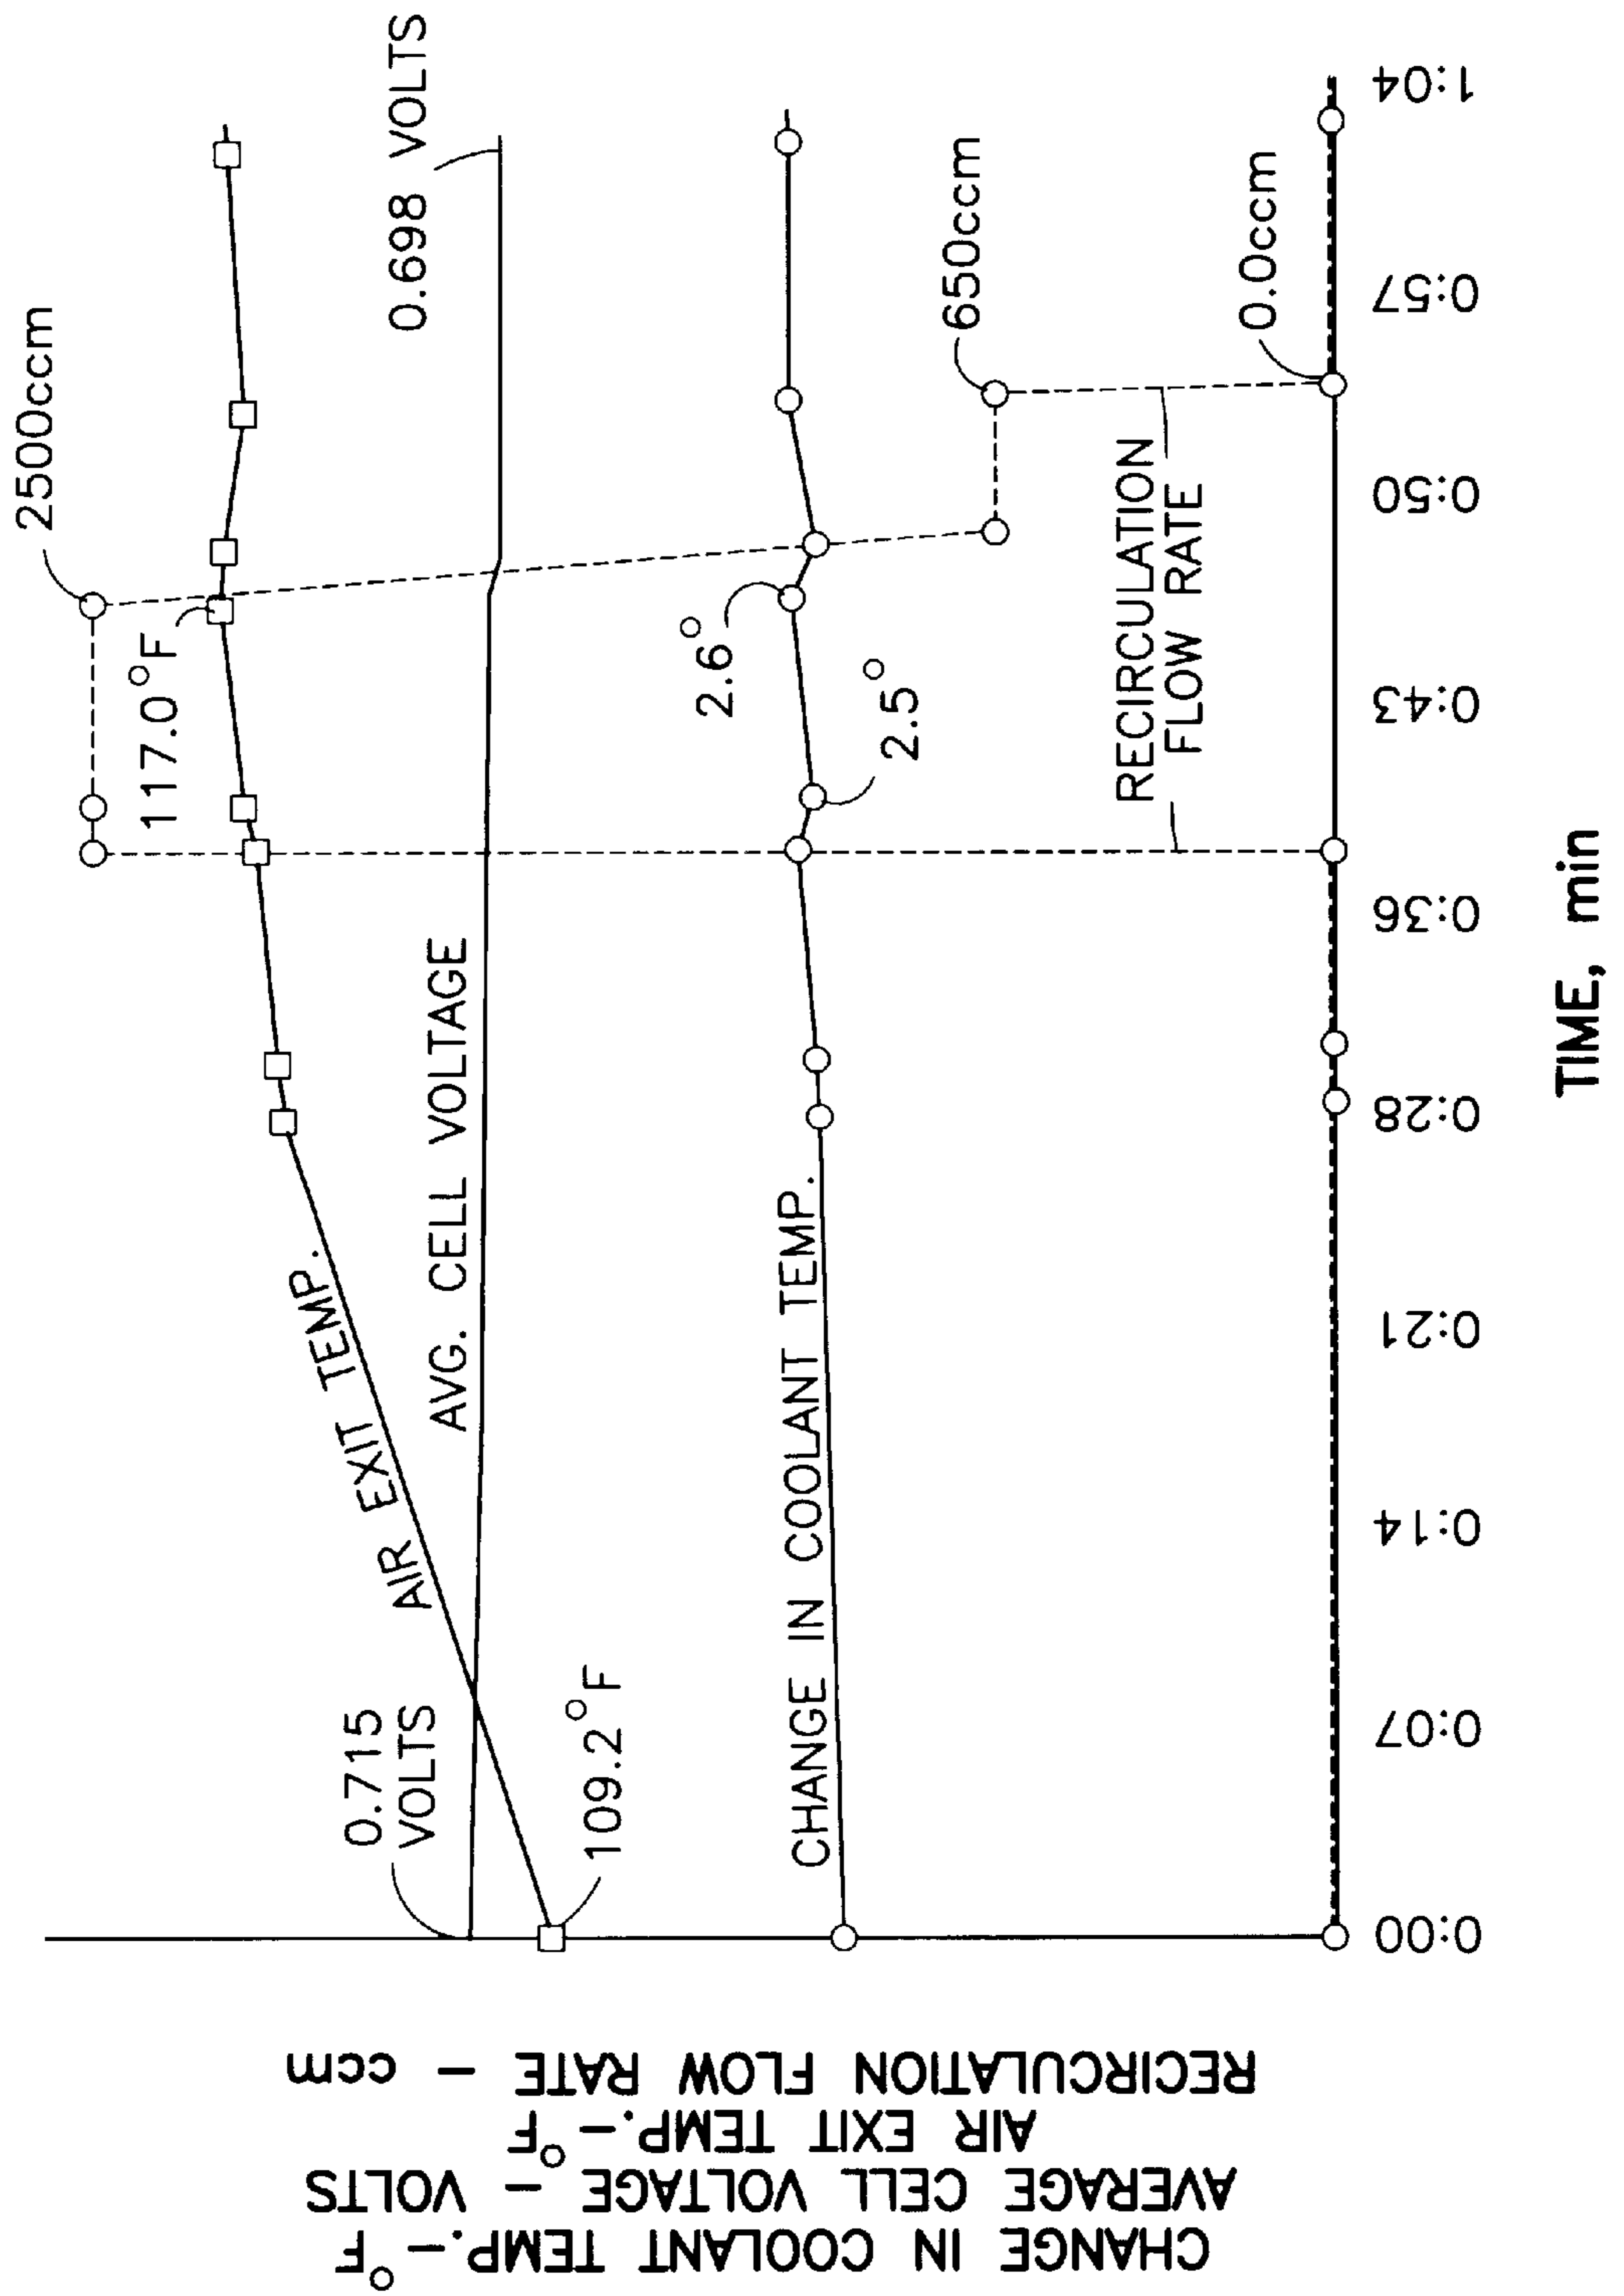 CHANGE IN COOLANT TEMP.–°F
AVERAGE CELL VOLTAGE – VOLTS
AIR EXIT TEMP.–°F
RECIRCULATION FLOW RATE – ccm
2500ccm
117.0°F
0.698 VOLTS
AIR EXIT TEMP.
0.715
VOLTS
AVG. CELL VOLTAGE
109.2°F
2.6°
CHANGE IN COOLANT TEMP.
2.5°
650ccm
RECIRCULATION
FLOW RATE
0.0ccm
0:00
0:07
0:14
0:21
0:28
0:36
0:43
0:50
0:57
1:04
TIME, min